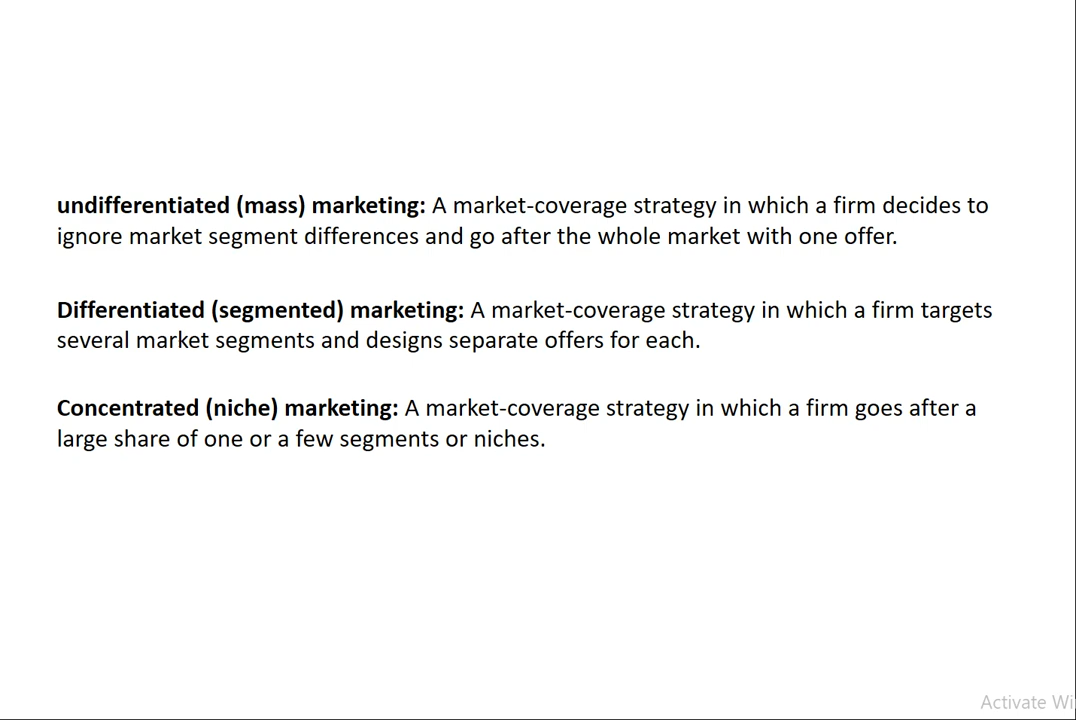 undifferentiated (mass) marketing: A market-coverage strategy in which a firm decides to
ignore market segment differences and go after the whole market with one offer.
Differentiated (segmented) marketing: A market-coverage strategy in which a firm targets
several market segments and designs separate offers for each.
Concentrated (niche) marketing: A market-coverage strategy in which a firm goes after a
large share of one or a few segments or niches.
Activate Wi